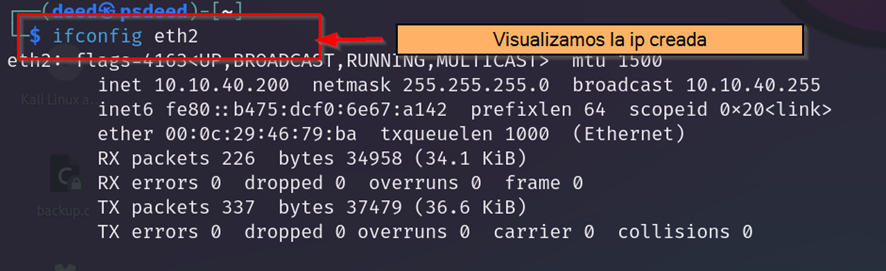 ┌──(deed㉿psdeed)-[~]
└─$ ifconfig eth2
Visualizamos la ip creada
eth2: flags=4163<UP,BROADCAST,RUNNING,MULTICAST>  mtu 1500
inet 10.10.40.200  netmask 255.255.255.0  broadcast 10.10.40.255
inet6 fe80::b475:dcf0:6e67:a142  prefixlen 64  scopeid 0×20<link>
ether 00:0c:29:46:79:ba  txqueuelen 1000  (Ethernet)
RX packets 226  bytes 34958 (34.1 KiB)
RX errors 0  dropped 0  overruns 0  frame 0
TX packets 337  bytes 37479 (36.6 KiB)
TX errors 0  dropped 0 overruns 0  carrier 0  collisions 0
Kali Linux a...
backup.c